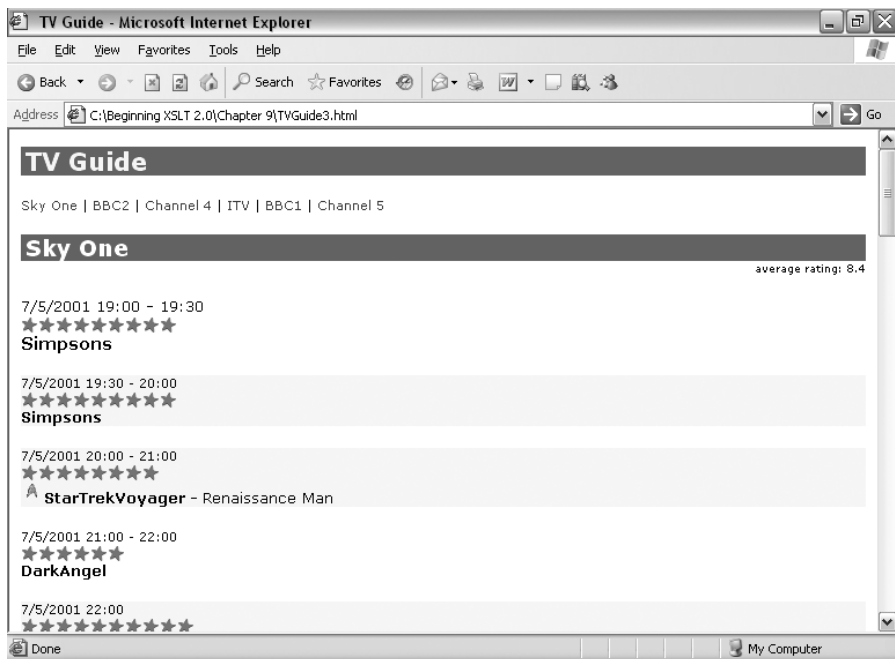 TV Guide - Microsoft Internet Explorer
File Edit View Favorites Tools Help
Back Search Favorites W
Address C:\Beginning XSLT 2.0\Chapter 9\TVGuide3.html Go
TV Guide
Sky One | BBC2 | Channel 4 | ITV | BBC1 | Channel 5
Sky One
average rating: 8.4
7/5/2001 19:00 - 19:30
Simpsons
7/5/2001 19:30 - 20:00
Simpsons
7/5/2001 20:00 - 21:00
StarTrekVoyager - Renaissance Man
7/5/2001 21:00 - 22:00
DarkAngel
7/5/2001 22:00
Done My Computer